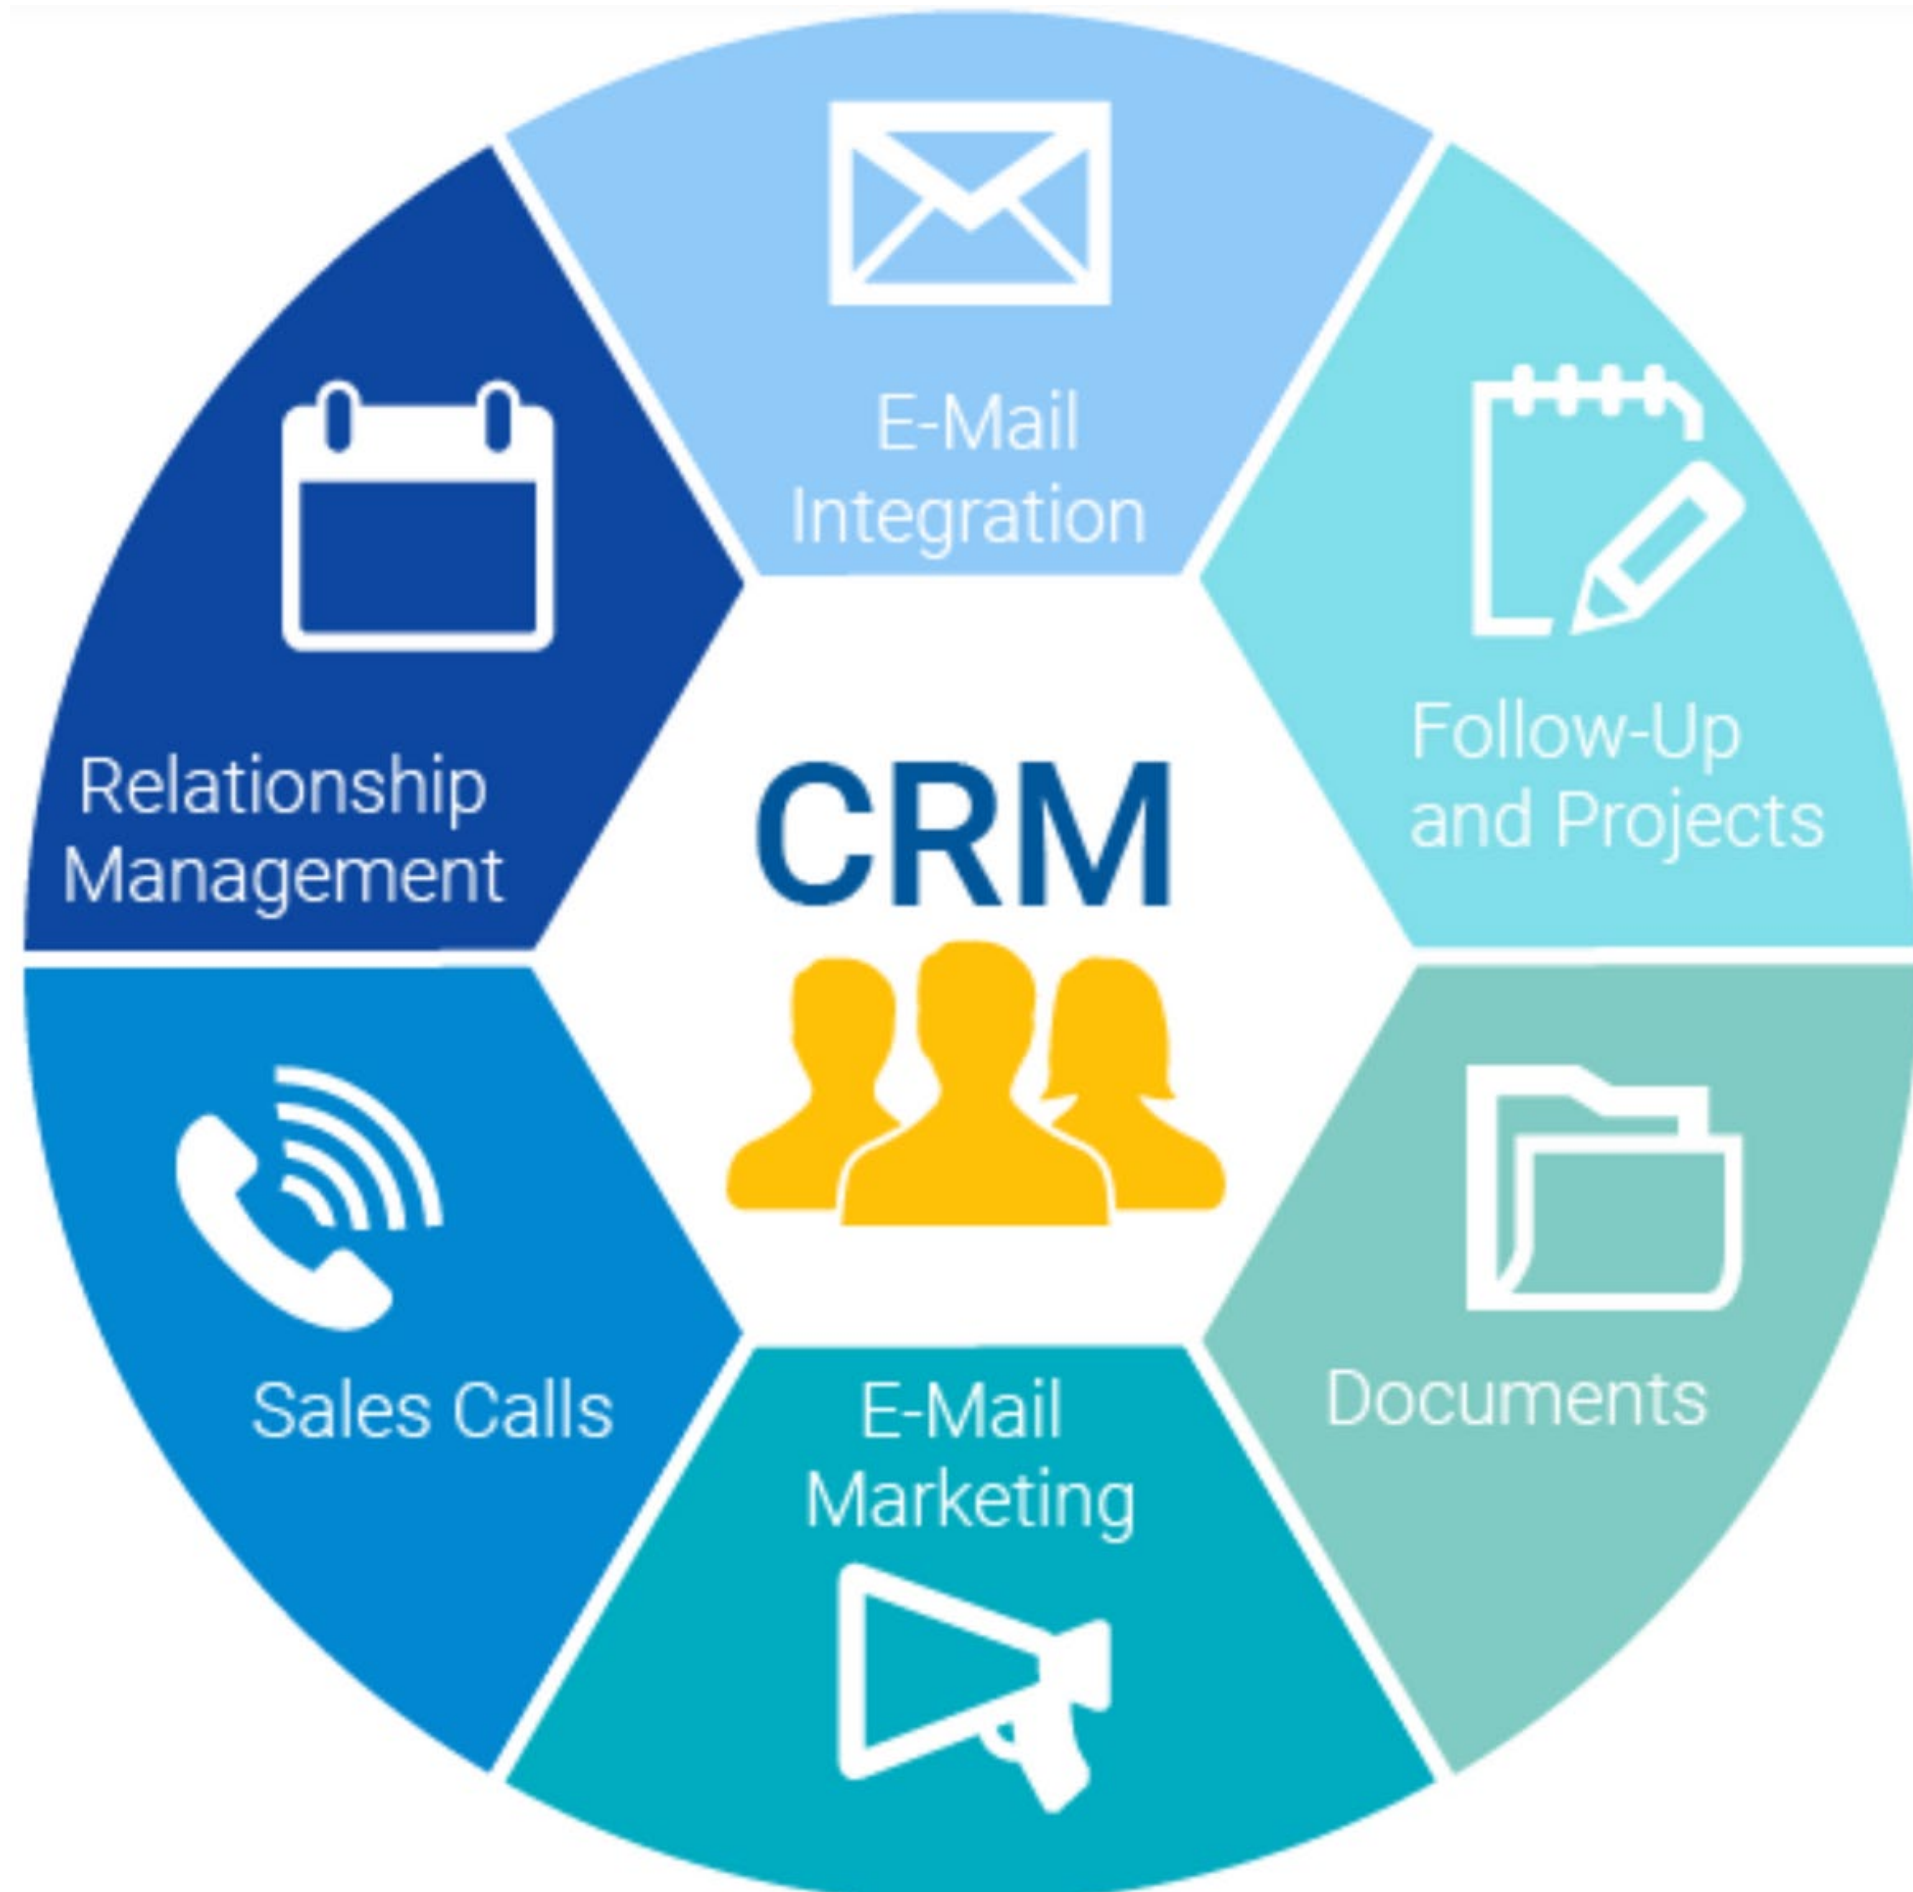 E-Mail
Integration
Follow-Up
and Projects
Relationship
Management
CRM
Sales Calls
E-Mail
Marketing
Documents